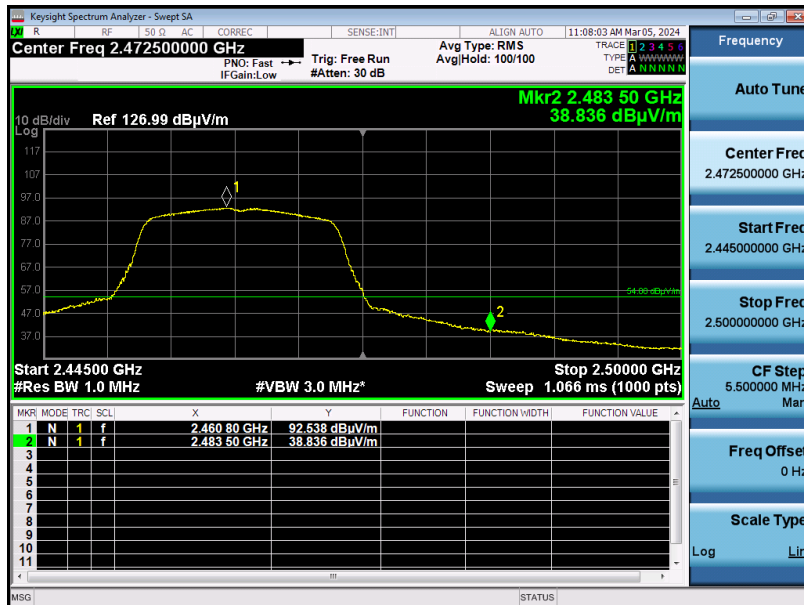 Keysight Spectrum Analyzer - Swept SA
LXI R RF 50 Ω AC CORREC SENSE:INT ALIGN AUTO 11:08:03 AM Mar 05, 2024
Center Freq 2.472500000 GHz
PNO: Fast
IFGain:Low
Trig: Free Run
#Atten: 30 dB
Avg Type: RMS
Avg|Hold: 100/100
TRACE 1 2 3 4 5 6
TYPE A W W W W W
DET A N N N N N
Mkr2 2.483 50 GHz
38.836 dBµV/m
10 dB/div Ref 126.99 dBµV/m
Log
117
107
97.0
87.0
77.0
67.0
57.0
47.0
37.0
1
2
54.00 dBµV/m
Start 2.44500 GHz Stop 2.50000 GHz
#Res BW 1.0 MHz #VBW 3.0 MHz* Sweep 1.066 ms (1000 pts)
MKR MODE TRC SCL X Y FUNCTION FUNCTION WIDTH FUNCTION VALUE
1 N 1 f 2.460 80 GHz 92.538 dBµV/m
2 N 1 f 2.483 50 GHz 38.836 dBµV/m
3
4
5
6
7
8
9
10
11
MSG STATUS
Frequency
Auto Tune
Center Freq
2.472500000 GHz
Start Freq
2.445000000 GHz
Stop Freq
2.500000000 GHz
CF Step
5.500000 MHz
Auto Man
Freq Offset
0 Hz
Scale Type
Log Lin